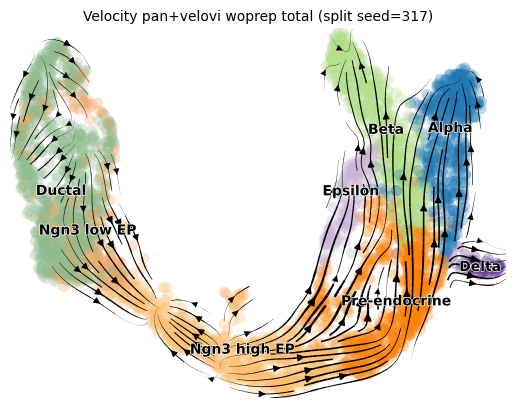 Velocity pan+velovi woprep total (split seed=317)
Beta
Alpha
Ductal
Epsilon
Ngn3 low EP
Delta
Pre-endocrine
Ngn3 high EP